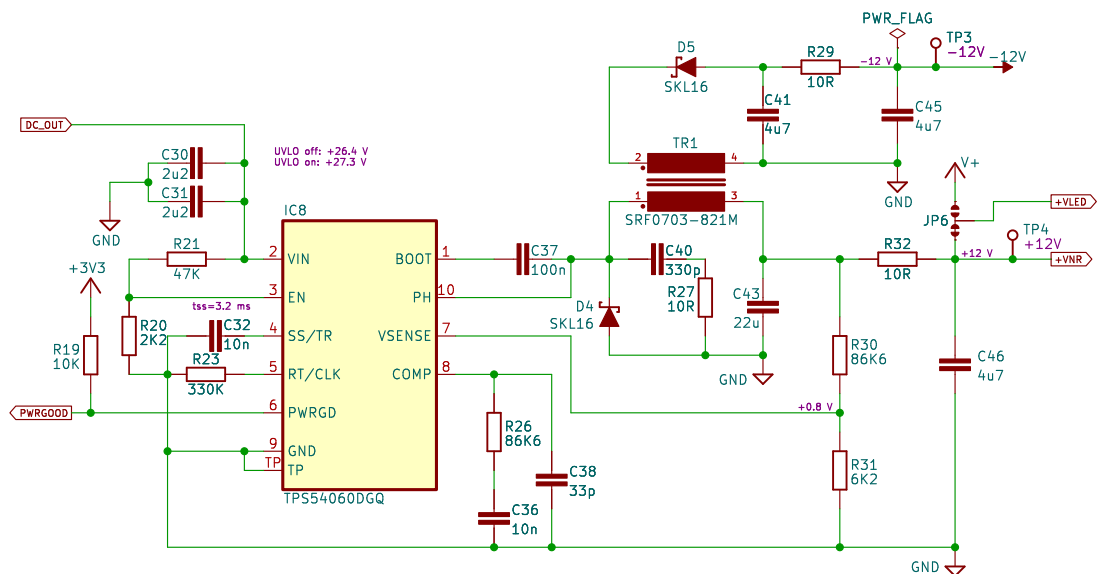 PWR_FLAG
TP3
-12V
-12V
-12 V
D5
SKL16
R29
10R
C41
4u7
C45
4u7
GND
DC_OUT
C30
2u2
C31
2u2
GND
UVLO off: +26.4 V
UVLO on: +27.3 V
TR1
2
4
1
3
SRF0703-821M
V+
JP6
+VLED
TP4
+12V
+12 V
+VNR
R21
47K
+3V3
IC8
2
VIN
3
EN
4
SS/TR
5
RT/CLK
6
PWRGD
9
GND
TP
TP
BOOT
1
PH
10
VSENSE
7
COMP
8
TPS54060DGQ
tss=3.2 ms
C32
10n
R20
2K2
R23
330K
R19
10K
PWRGOOD
C37
100n
C40
330p
R27
10R
D4
SKL16
C43
22u
GND
R32
10R
R30
86K6
+0.8 V
R31
6K2
C46
4u7
R26
86K6
C38
33p
C36
10n
GND